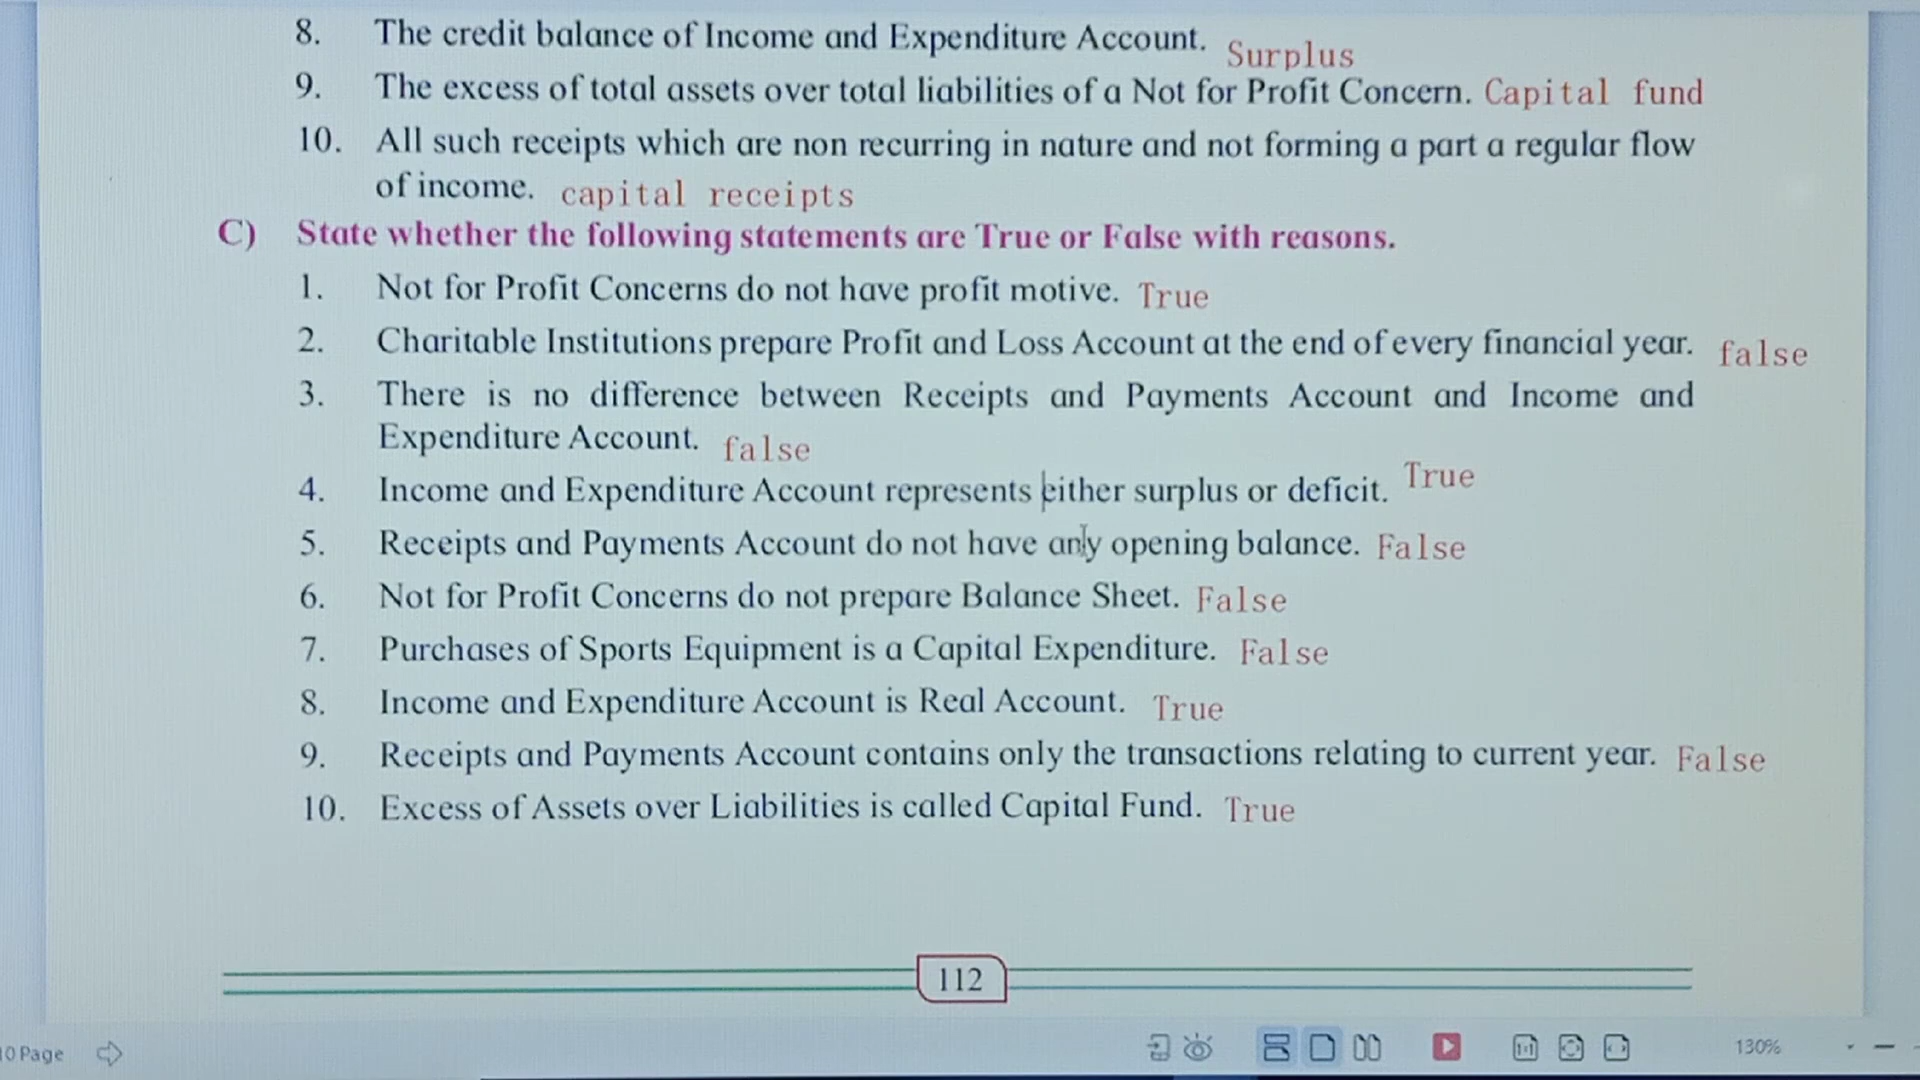 8. The credit balance of Income and Expenditure Account. Surplus
9. The excess of total assets over total liabilities of a Not for Profit Concern. Capital fund
10. All such receipts which are non recurring in nature and not forming a part a regular flow
of income. capital receipts
C) State whether the following statements are True or False with reasons.
1. Not for Profit Concerns do not have profit motive. True
2. Charitable Institutions prepare Profit and Loss Account at the end of every financial year. false
3. There is no difference between Receipts and Payments Account and Income and
Expenditure Account. false
4. Income and Expenditure Account represents either surplus or deficit. True
5. Receipts and Payments Account do not have any opening balance. False
6. Not for Profit Concerns do not prepare Balance Sheet. False
7. Purchases of Sports Equipment is a Capital Expenditure. False
8. Income and Expenditure Account is Real Account. True
9. Receipts and Payments Account contains only the transactions relating to current year. False
10. Excess of Assets over Liabilities is called Capital Fund. True
112
10 Page
130%